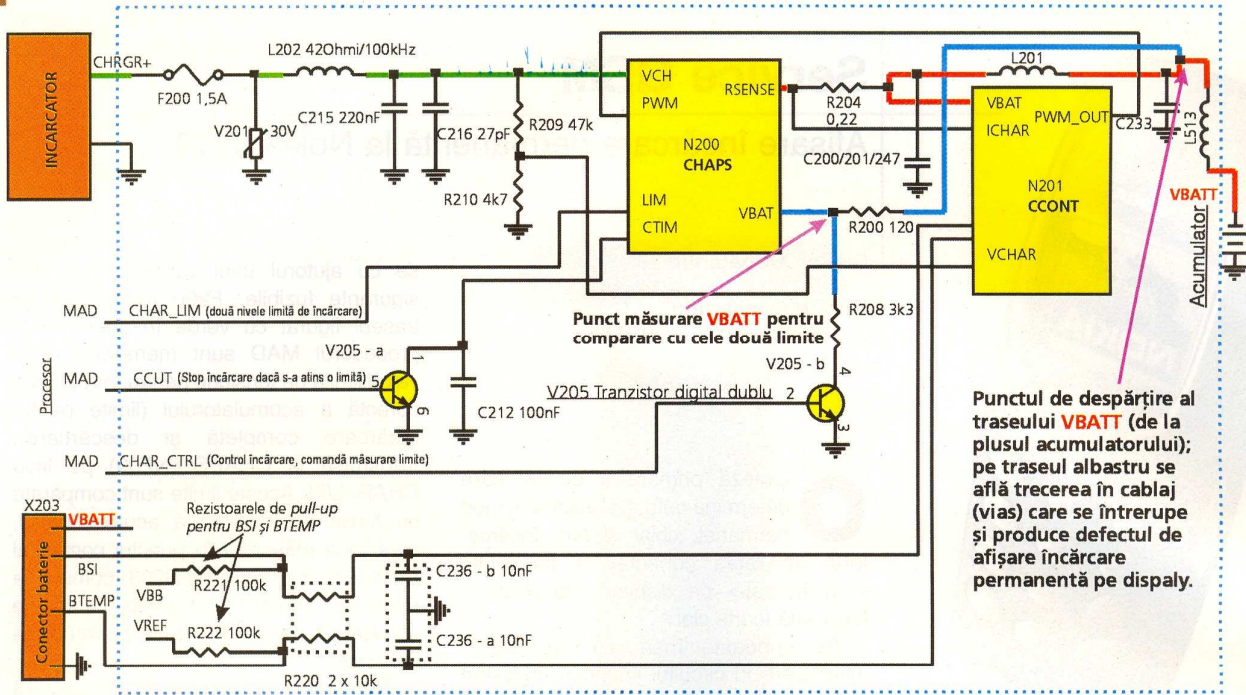 INCARCATOR
CHRGR+
F200 1,5A
V201
30V
L202 42Ohmi/100kHz
C215 220nF
C216 27pF
R209 47k
R210 4k7
VCH
PWM
RSENSE
N200
CHAPS
LIM
CTIM
VBAT
R204
0,22
C200/201/247
R200 120
L201
VBAT
ICHAR
PWM_OUT
N201
CCONT
VCHAR
C233
L513
VBATT
Acumulator
Procesor
MAD
CHAR_LIM (două nivele limită de încărcare)
MAD
CCUT (Stop încărcare dacă s-a atins o limită)
MAD
CHAR_CTRL (Control încărcare, comandă măsurare limite)
V205 - a
1
5
6
C212 100nF
Punct măsurare VBATT pentru
comparare cu cele două limite
R208 3k3
V205 - b
4
V205 Tranzistor digital dublu
2
3
Punctul de despărțire al
traseului VBATT (de la
plusul acumulatorului);
pe traseul albastru se
află trecerea în cablaj
(vias) care se întrerupe
și produce defectul de
afișare încărcare
permanentă pe dispaly.
X203
Conector baterie
VBATT
BSI
BTEMP
Rezistoarele de pull-up
pentru BSI și BTEMP
R221 100k
VBB
VREF
R222 100k
R220 2 x 10k
C236 - b 10nF
C236 - a 10nF